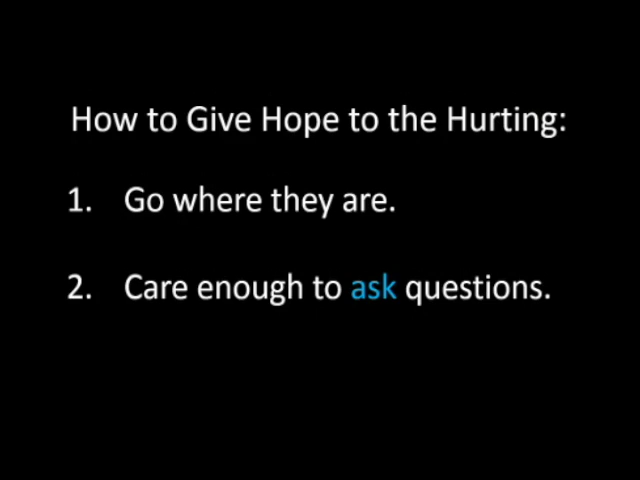 How to Give Hope to the Hurting:
1. Go where they are.
2. Care enough to ask questions.